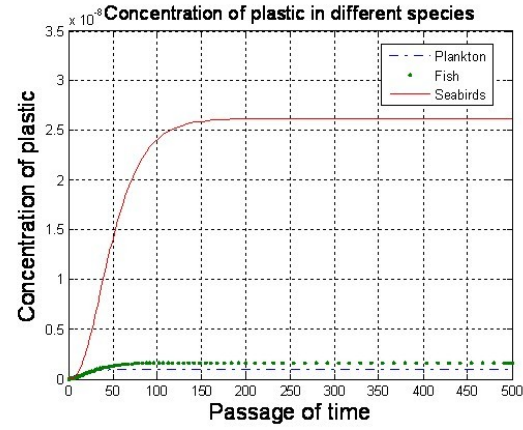 x 10⁻⁸ Concentration of plastic in different species
3.5
3
2.5
2
1.5
1
0.5
0
Concentration of plastic
Plankton
Fish
Seabirds
0 50 100 150 200 250 300 350 400 450 500
Passage of time